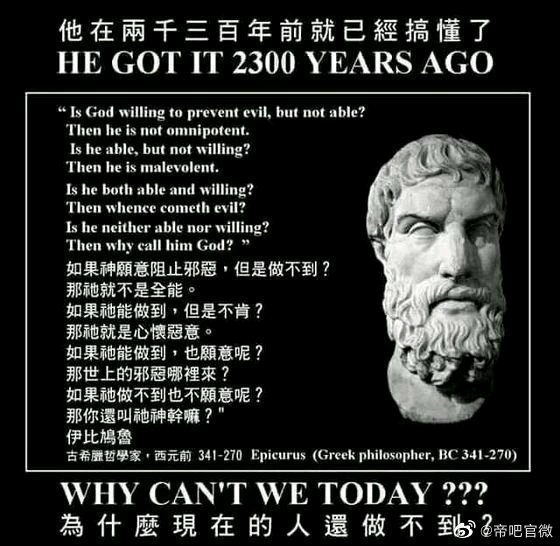 他在兩千三百年前就已經搞懂了
HE GOT IT 2300 YEARS AGO
“ Is God willing to prevent evil, but not able?
Then he is not omnipotent.
Is he able, but not willing?
Then he is malevolent.
Is he both able and willing?
Then whence cometh evil?
Is he neither able nor willing?
Then why call him God? ”
如果神願意阻止邪惡，但是做不到？
那祂就不是全能。
如果祂能做到，但是不肯？
那祂就是心懷惡意。
如果祂能做到，也願意呢？
那世上的邪惡哪裡來？
如果祂做不到也不願意呢？
那你還叫祂神幹嘛？"
伊比鳩魯
古希臘哲學家，西元前 341-270 Epicurus (Greek philosopher, BC 341-270)
WHY CAN'T WE TODAY ???
為什麼現在的人還做不到？
@帝吧官微